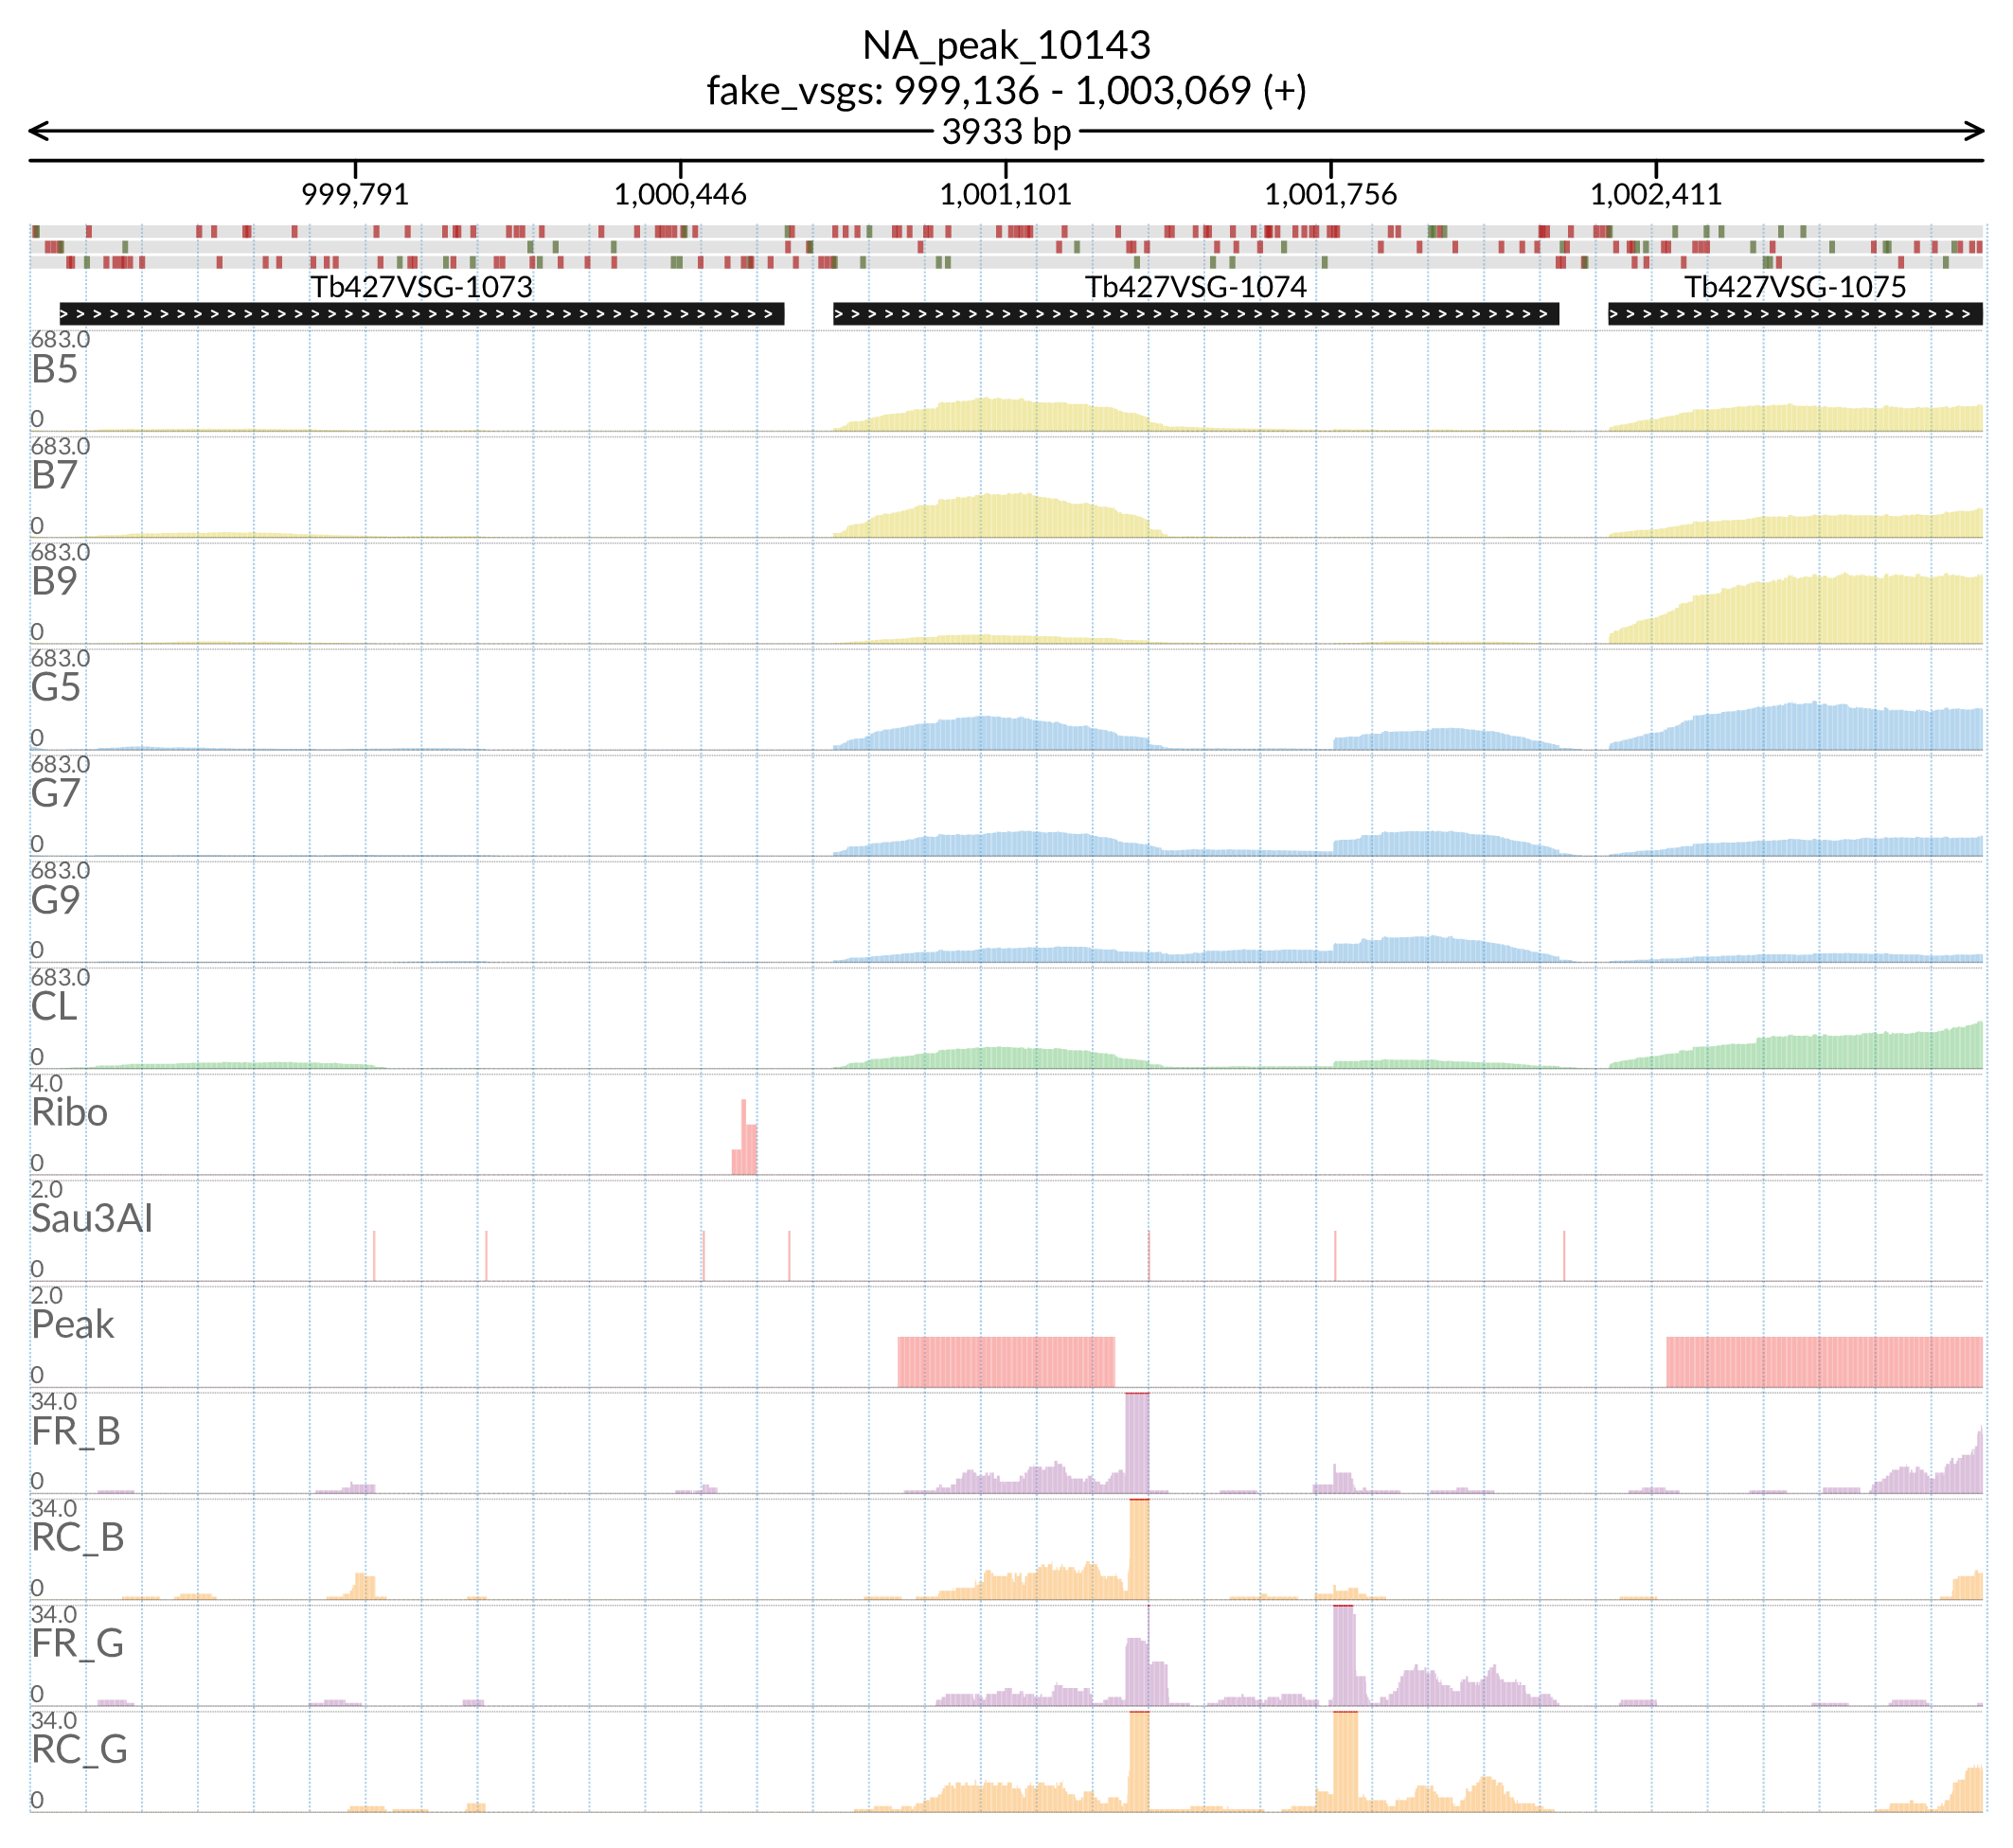 NA_peak_10143
fake_vsgs: 999,136 - 1,003,069 (+)
3933 bp
999,791 1,000,446 1,001,101 1,001,756 1,002,411
Tb427VSG-1073 Tb427VSG-1074 Tb427VSG-1075
683.0
B5
0
683.0
B7
0
683.0
B9
0
683.0
G5
0
683.0
G7
0
683.0
G9
0
683.0
CL
0
4.0
Ribo
0
2.0
Sau3AI
0
2.0
Peak
0
34.0
FR_B
0
34.0
RC_B
0
34.0
FR_G
0
34.0
RC_G
0